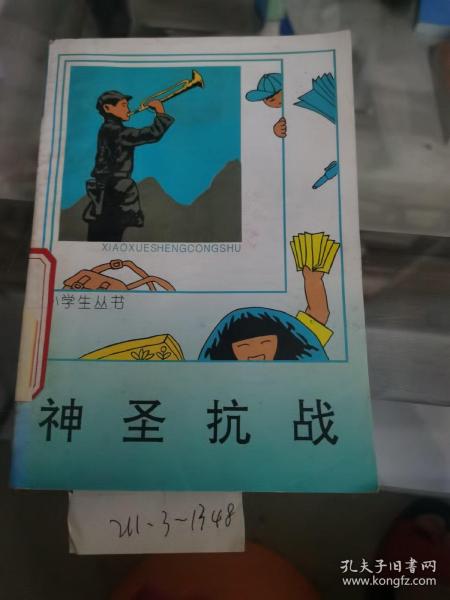 XIAOXUESHENGCONGSHU
小学生丛书
神圣抗战
211-3-1348
孔夫子旧书网
www.kongfz.com